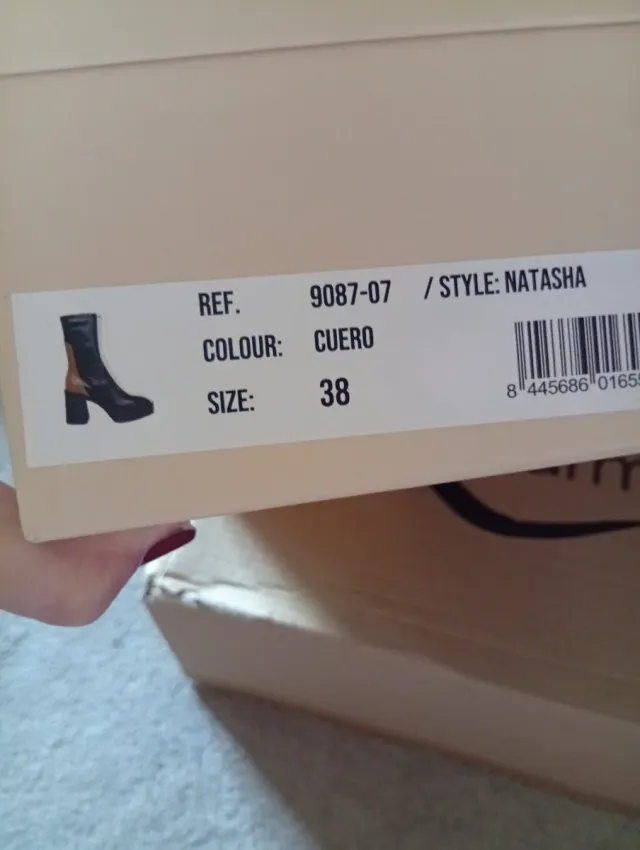 REF. 9087-07 / STYLE: NATASHA
COLOUR: CUERO
SIZE: 38
8 445686 0165